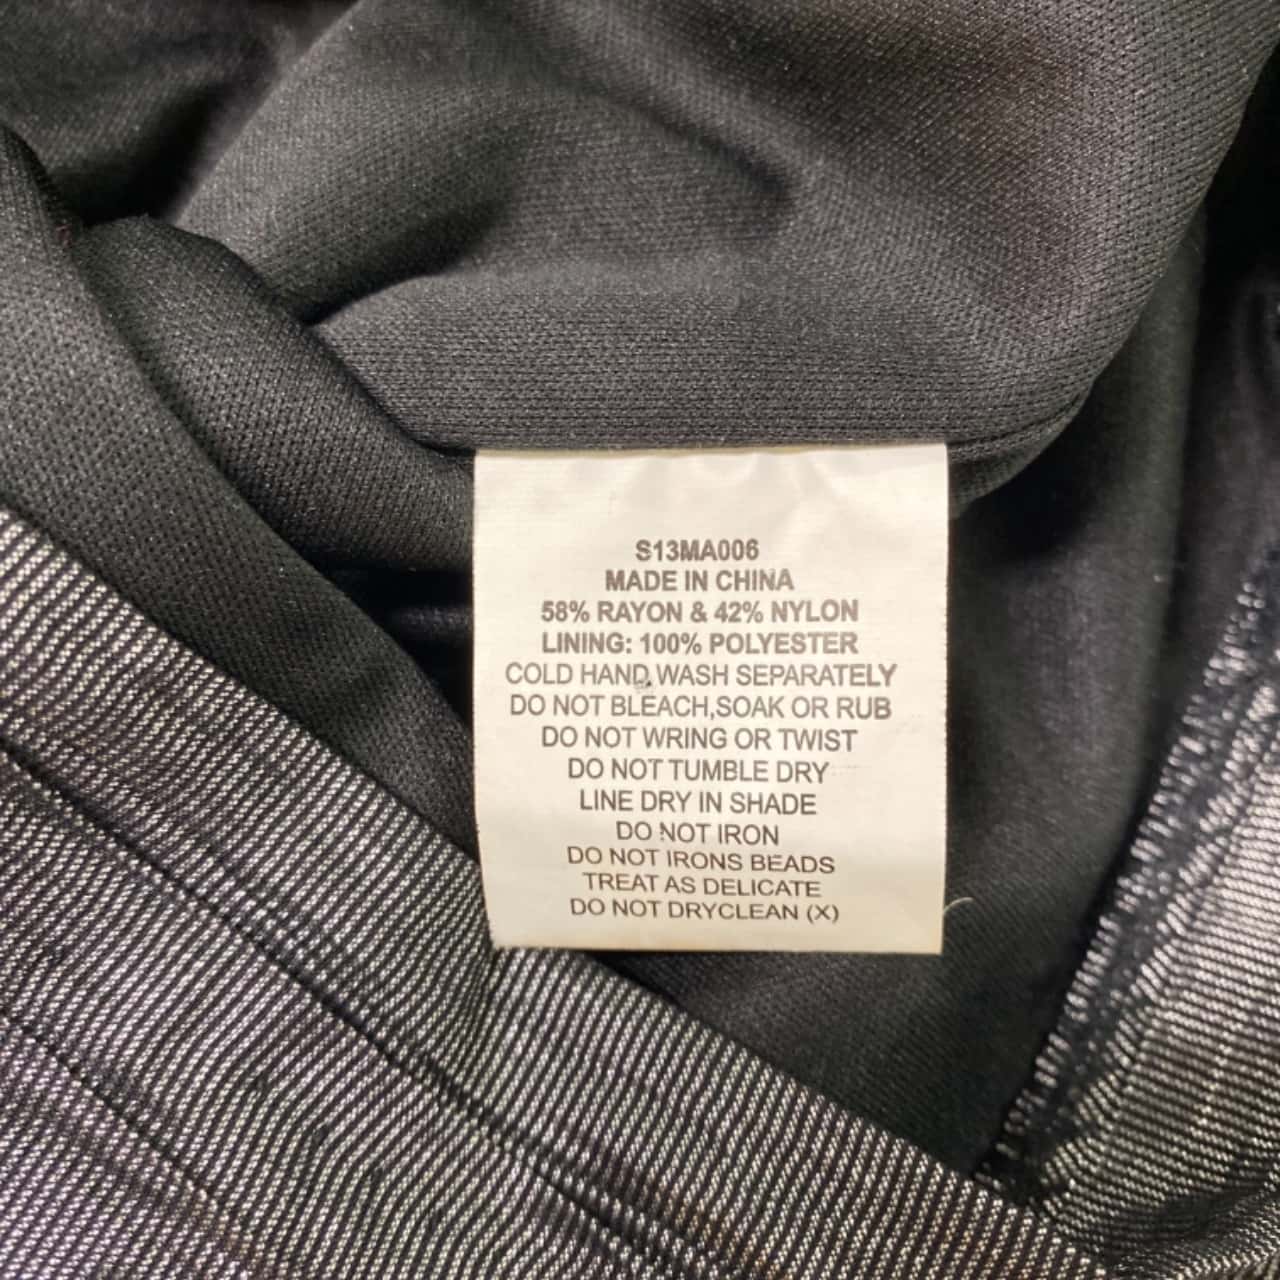 S13MA006
MADE IN CHINA
58% RAYON & 42% NYLON
LINING: 100% POLYESTER
COLD HAND WASH SEPARATELY
DO NOT BLEACH,SOAK OR RUB
DO NOT WRING OR TWIST
DO NOT TUMBLE DRY
LINE DRY IN SHADE
DO NOT IRON
DO NOT IRONS BEADS
TREAT AS DELICATE
DO NOT DRYCLEAN (X)